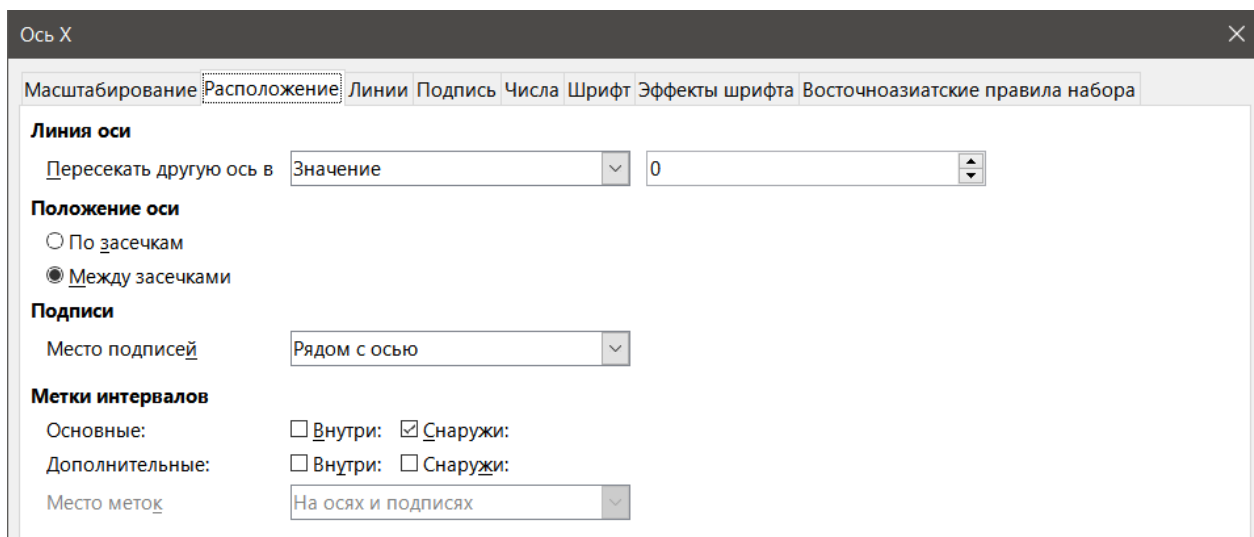 Ось X
Масштабирование Расположение Линии Подпись Числа Шрифт Эффекты шрифта Восточноазиатские правила набора
Линия оси
Пересекать другую ось в Значение 0
Положение оси
По засечкам
Между засечками
Подписи
Место подписей Рядом с осью
Метки интервалов
Основные: Внутри: Снаружи:
Дополнительные: Внутри: Снаружи:
Место меток На осях и подписях